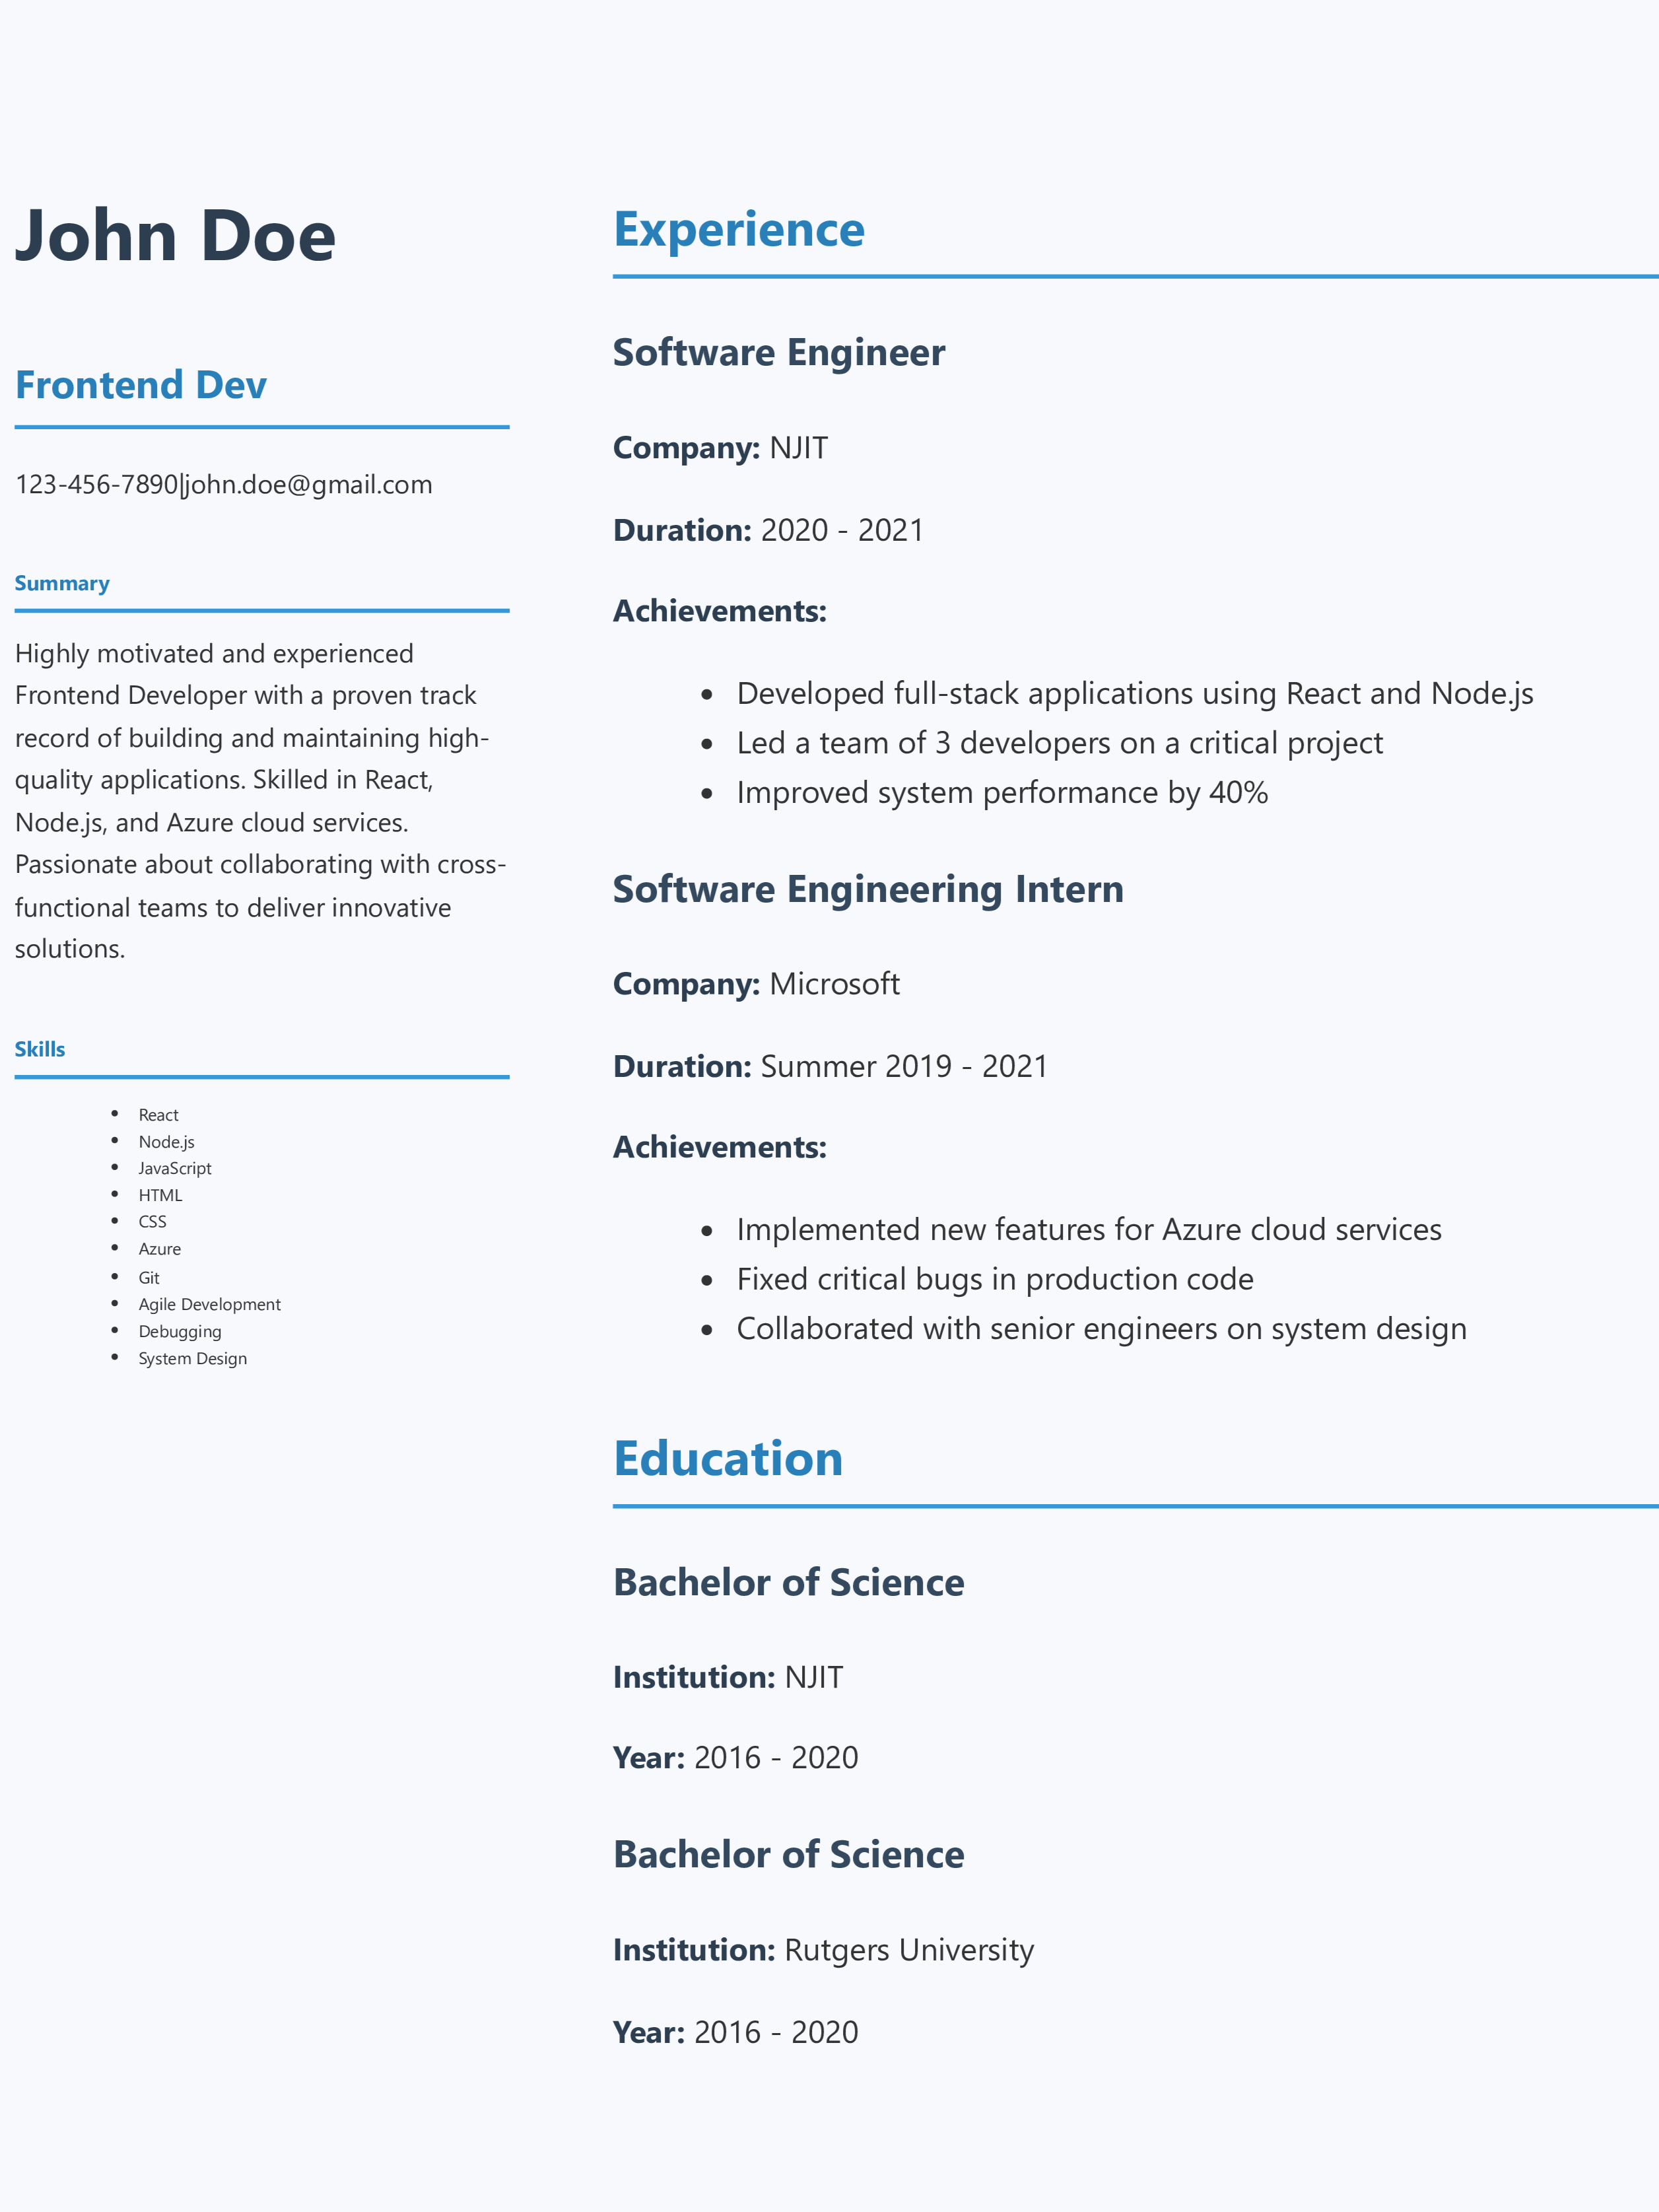 John Doe
Frontend Dev
123-456-7890|john.doe@gmail.com
Summary
Highly motivated and experienced
Frontend Developer with a proven track
record of building and maintaining high-
quality applications. Skilled in React,
Node.js, and Azure cloud services.
Passionate about collaborating with cross-
functional teams to deliver innovative
solutions.
Skills
• React
• Node.js
• JavaScript
• HTML
• CSS
• Azure
• Git
• Agile Development
• Debugging
• System Design
Experience
Software Engineer
Company: NJIT
Duration: 2020 - 2021
Achievements:
• Developed full-stack applications using React and Node.js
• Led a team of 3 developers on a critical project
• Improved system performance by 40%
Software Engineering Intern
Company: Microsoft
Duration: Summer 2019 - 2021
Achievements:
• Implemented new features for Azure cloud services
• Fixed critical bugs in production code
• Collaborated with senior engineers on system design
Education
Bachelor of Science
Institution: NJIT
Year: 2016 - 2020
Bachelor of Science
Institution: Rutgers University
Year: 2016 - 2020